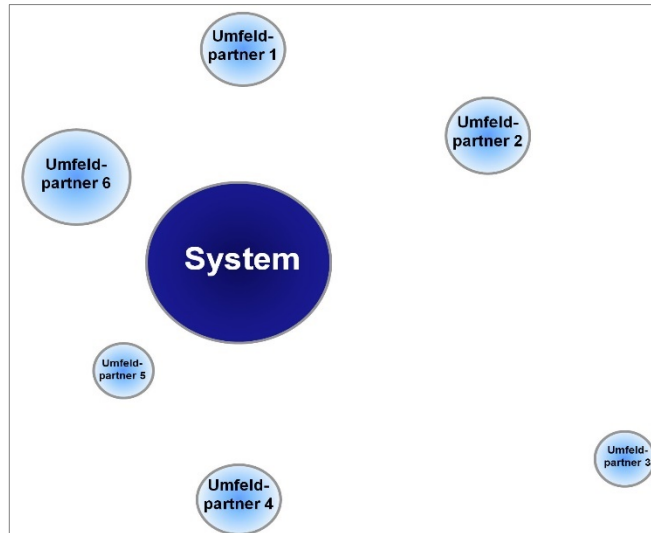 Umfeld-
partner 1
Umfeld-
partner 2
Umfeld-
partner 6
System
Umfeld-
partner 5
Umfeld-
partner 3
Umfeld-
partner 4